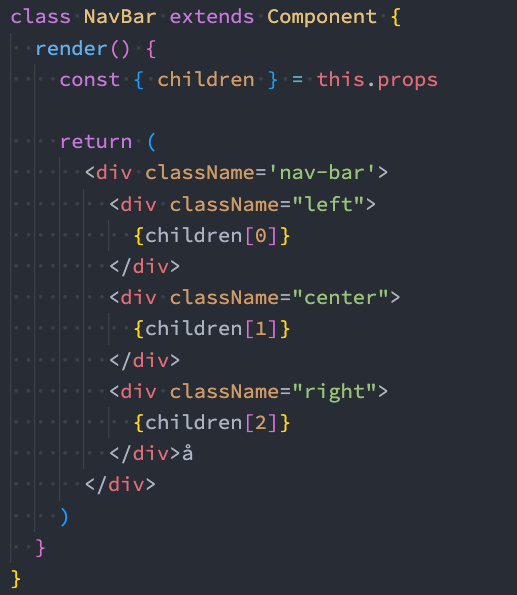 class NavBar extends Component {
  render() {
    const { children } = this.props

    return (
      <div className='nav-bar'>
        <div className="left">
          {children[0]}
        </div>
        <div className="center">
          {children[1]}
        </div>
        <div className="right">
          {children[2]}
        </div>å
      </div>
    )
  }
}